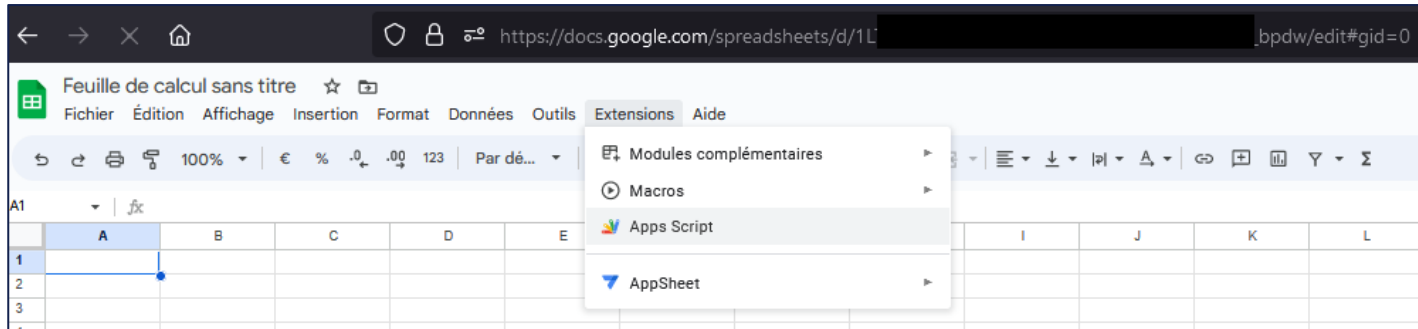 https://docs.google.com/spreadsheets/d/1L _bpdw/edit#gid=0
Feuille de calcul sans titre
Fichier Édition Affichage Insertion Format Données Outils Extensions Aide
100% € % .0 .00 123 Par dé...
Modules complémentaires
Macros
Apps Script
AppSheet
A1 fx
A B C D E I J K L
1
2
3